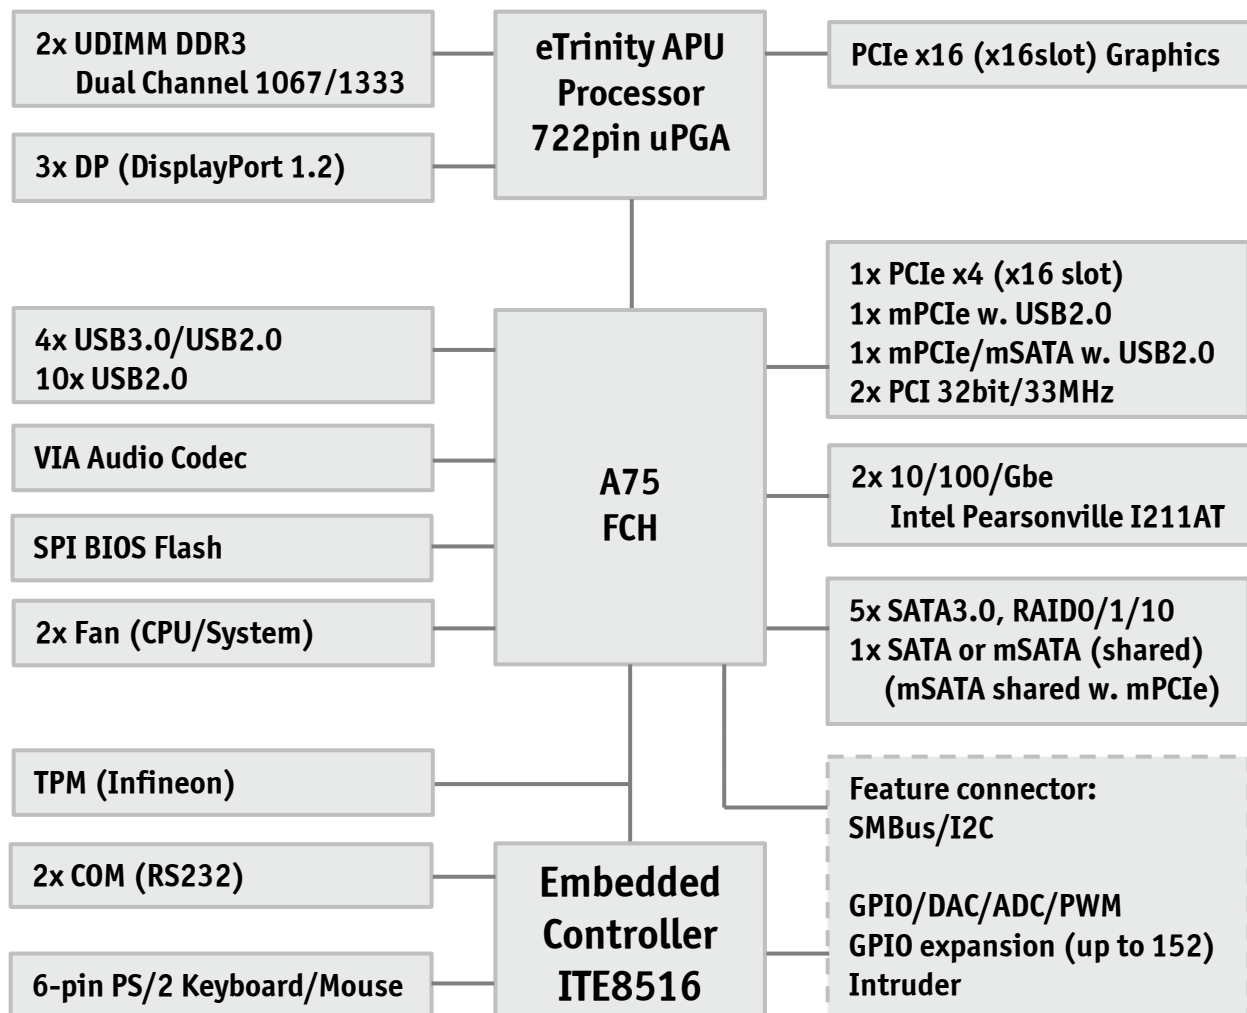 2x UDIMM DDR3
Dual Channel 1067/1333
eTrinity APU
Processor
722pin uPGA
PCIe x16 (x16slot) Graphics
3x DP (DisplayPort 1.2)
1x PCIe x4 (x16 slot)
1x mPCIe w. USB2.0
1x mPCIe/mSATA w. USB2.0
2x PCI 32bit/33MHz
4x USB3.0/USB2.0
10x USB2.0
VIA Audio Codec
A75
FCH
2x 10/100/Gbe
Intel Pearsonville I211AT
SPI BIOS Flash
2x Fan (CPU/System)
5x SATA3.0, RAID0/1/10
1x SATA or mSATA (shared)
(mSATA shared w. mPCIe)
TPM (Infineon)
Feature connector:
SMBus/I2C
GPIO/DAC/ADC/PWM
GPIO expansion (up to 152)
Intruder
2x COM (RS232)
Embedded
Controller
ITE8516
6-pin PS/2 Keyboard/Mouse